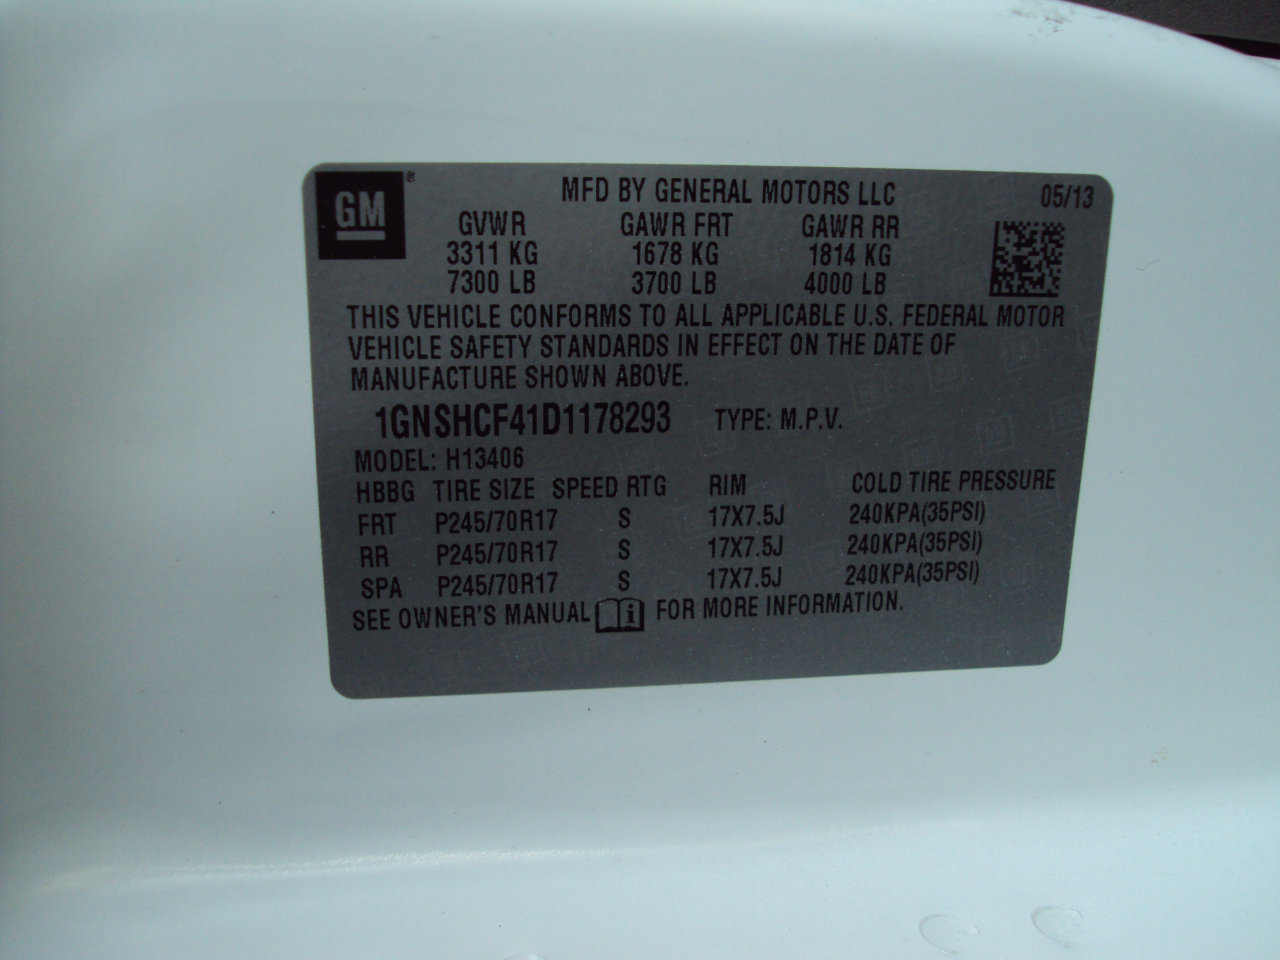 GM®
MFD BY GENERAL MOTORS LLC 05/13
GVWR GAWR FRT GAWR RR
3311 KG 1678 KG 1814 KG
7300 LB 3700 LB 4000 LB
THIS VEHICLE CONFORMS TO ALL APPLICABLE U.S. FEDERAL MOTOR
VEHICLE SAFETY STANDARDS IN EFFECT ON THE DATE OF
MANUFACTURE SHOWN ABOVE.
1GNSHCF41D1178293 TYPE: M.P.V.
MODEL: H13406
HBBG TIRE SIZE SPEED RTG RIM COLD TIRE PRESSURE
FRT P245/70R17 S 17X7.5J 240KPA(35PSI)
RR P245/70R17 S 17X7.5J 240KPA(35PSI)
SPA P245/70R17 S 17X7.5J 240KPA(35PSI)
SEE OWNER'S MANUAL i FOR MORE INFORMATION.